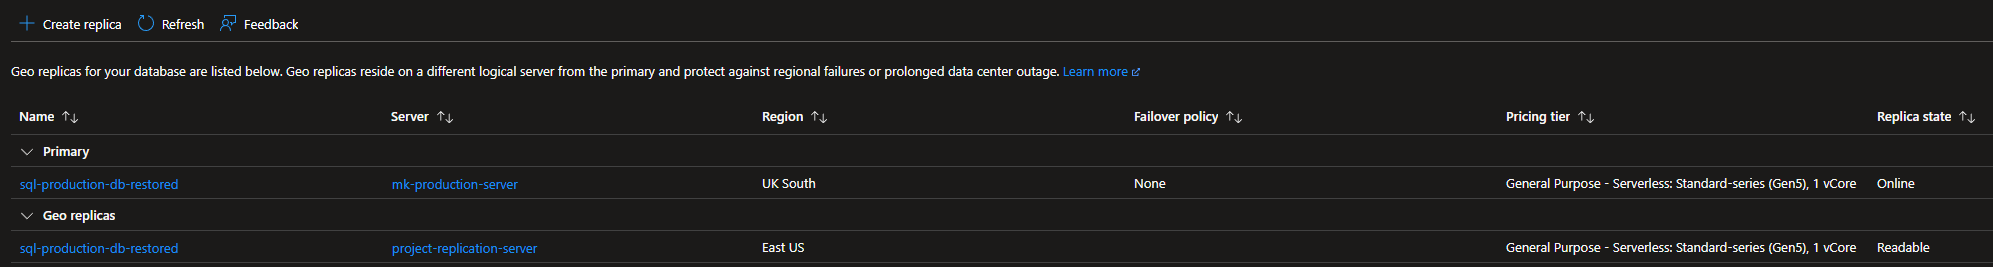 Create replica Refresh Feedback
Geo replicas for your database are listed below. Geo replicas reside on a different logical server from the primary and protect against regional failures or prolonged data center outage. Learn more
Name Server Region Failover policy Pricing tier Replica state
Primary
sql-production-db-restored mk-production-server UK South None General Purpose - Serverless: Standard-series (Gen5), 1 vCore Online
Geo replicas
sql-production-db-restored project-replication-server East US General Purpose - Serverless: Standard-series (Gen5), 1 vCore Readable